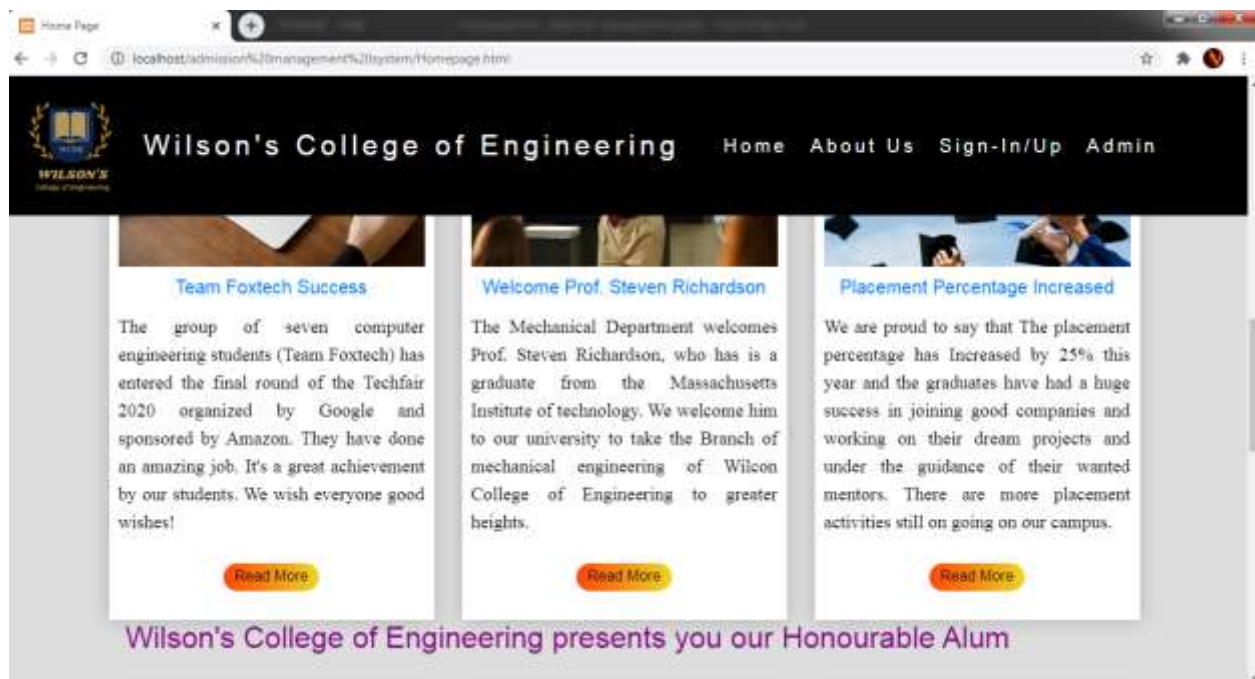 Home Page
localhost/admission%20management%20system/Homepage.html
WILSON'S
College of Engineering
Wilson's College of Engineering
Home About Us Sign-In/Up Admin
Team Foxtech Success
The group of seven computer
engineering students (Team Foxtech) has
entered the final round of the Techfair
2020 organized by Google and
sponsored by Amazon. They have done
an amazing job. It's a great achievement
by our students. We wish everyone good
wishes!
Read More
Welcome Prof. Steven Richardson
The Mechanical Department welcomes
Prof. Steven Richardson, who has is a
graduate from the Massachusetts
Institute of technology. We welcome him
to our university to take the Branch of
mechanical engineering of Wilcon
College of Engineering to greater
heights.
Read More
Placement Percentage Increased
We are proud to say that The placement
percentage has Increased by 25% this
year and the graduates have had a huge
success in joining good companies and
working on their dream projects and
under the guidance of their wanted
mentors. There are more placement
activities still on going on our campus.
Read More
Wilson's College of Engineering presents you our Honourable Alum